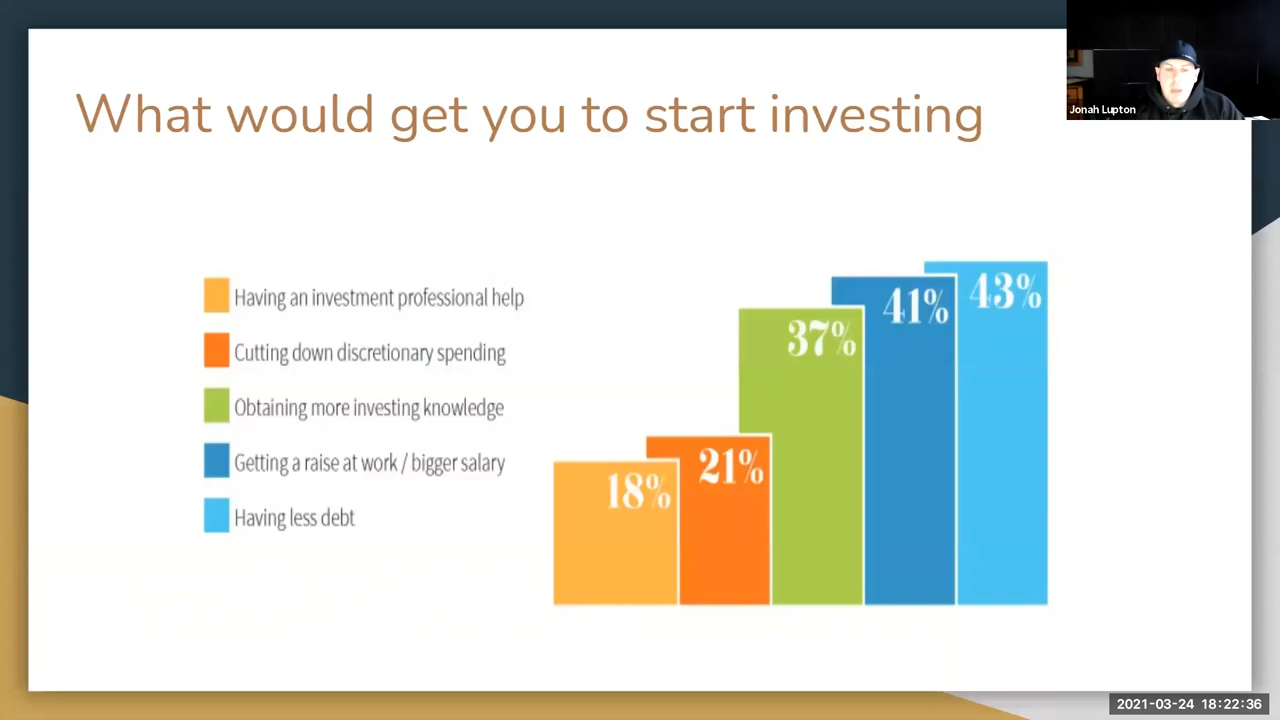 What would get you to start investing
Jonah Lupton
Having an investment professional help
Cutting down discretionary spending
Obtaining more investing knowledge
Getting a raise at work / bigger salary
Having less debt
18%
21%
37%
41%
43%
2021-03-24 18:22:36